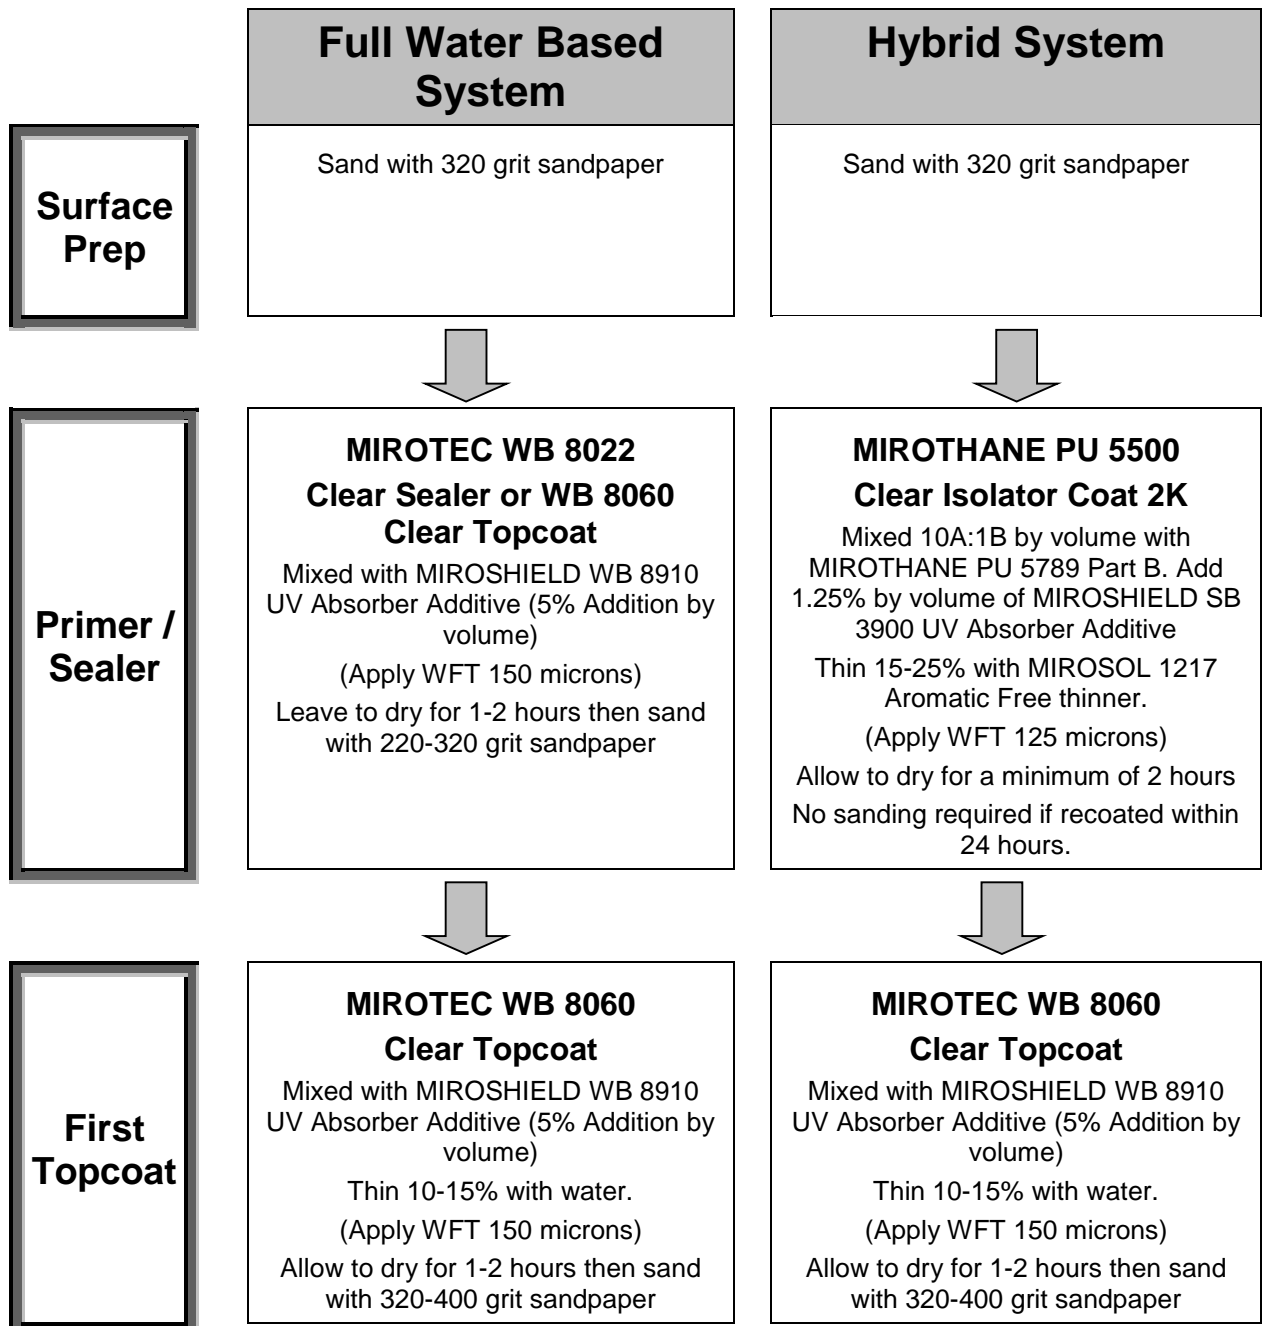 Full Water Based
System
Hybrid System
Surface
Prep
Sand with 320 grit sandpaper
Sand with 320 grit sandpaper
Primer /
Sealer
MIROTEC WB 8022
Clear Sealer or WB 8060
Clear Topcoat
Mixed with MIROSHIELD WB 8910
UV Absorber Additive (5% Addition by
volume)
(Apply WFT 150 microns)
Leave to dry for 1-2 hours then sand
with 220-320 grit sandpaper
MIROTHANE PU 5500
Clear Isolator Coat 2K
Mixed 10A:1B by volume with
MIROTHANE PU 5789 Part B. Add
1.25% by volume of MIROSHIELD SB
3900 UV Absorber Additive
Thin 15-25% with MIROSOL 1217
Aromatic Free thinner.
(Apply WFT 125 microns)
Allow to dry for a minimum of 2 hours
No sanding required if recoated within
24 hours.
First
Topcoat
MIROTEC WB 8060
Clear Topcoat
Mixed with MIROSHIELD WB 8910
UV Absorber Additive (5% Addition by
volume)
Thin 10-15% with water.
(Apply WFT 150 microns)
Allow to dry for 1-2 hours then sand
with 320-400 grit sandpaper
MIROTEC WB 8060
Clear Topcoat
Mixed with MIROSHIELD WB 8910
UV Absorber Additive (5% Addition by
volume)
Thin 10-15% with water.
(Apply WFT 150 microns)
Allow to dry for 1-2 hours then sand
with 320-400 grit sandpaper